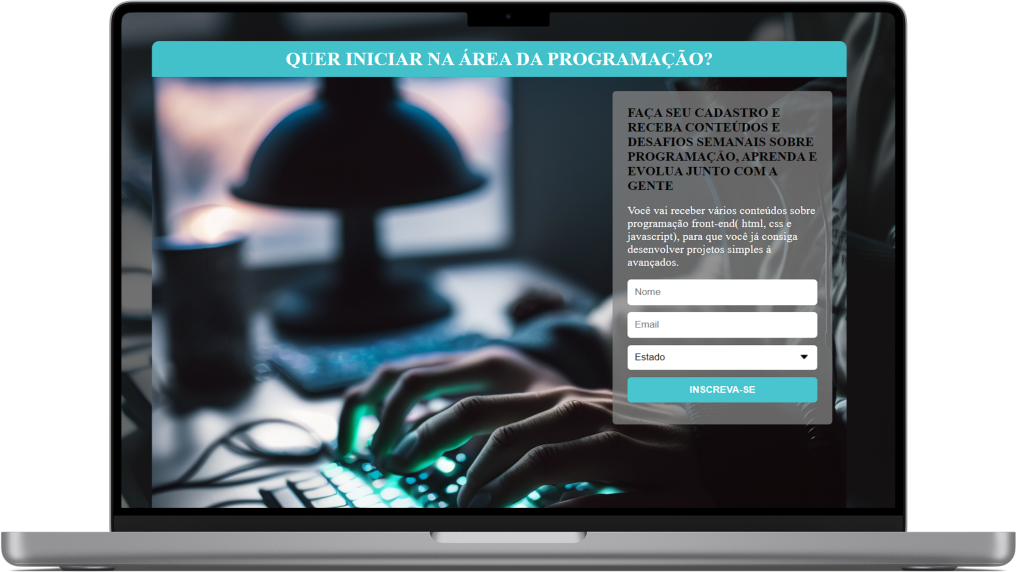 QUER INICIAR NA ÁREA DA PROGRAMAÇÃO?
FAÇA SEU CADASTRO E
RECEBA CONTEÚDOS E
DESAFIOS SEMANAIS SOBRE
PROGRAMAÇÃO, APRENDA E
EVOLUA JUNTO COM A
GENTE
Você vai receber vários conteúdos sobre
programação front-end( html, css e
javascript), para que você já consiga
desenvolver projetos simples á
avançados.
Nome
Email
Estado
INSCREVA-SE